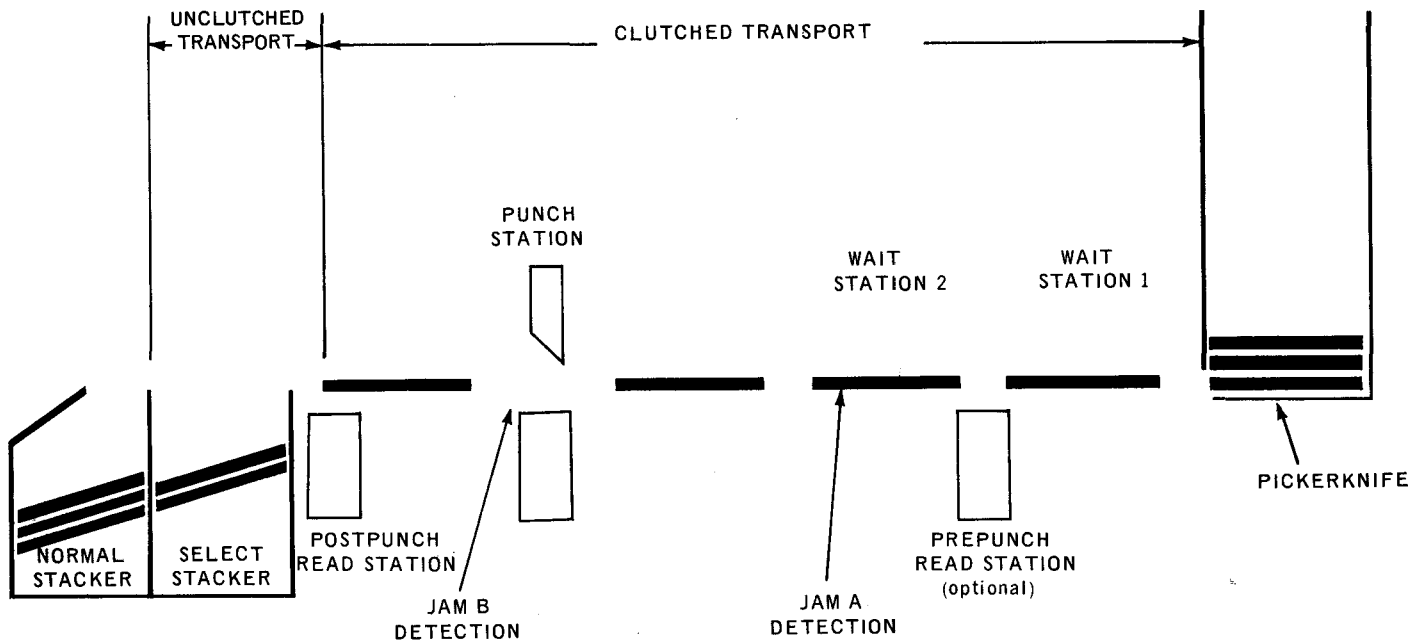 UNCLUTCHED
TRANSPORT
CLUTCHED TRANSPORT
PUNCH
STATION
WAIT
STATION 2
WAIT
STATION 1
PICKERKNIFE
NORMAL
STACKER
SELECT
STACKER
POSTPUNCH
READ STATION
PREPUNCH
READ STATION
(optional)
JAM B
DETECTION
JAM A
DETECTION